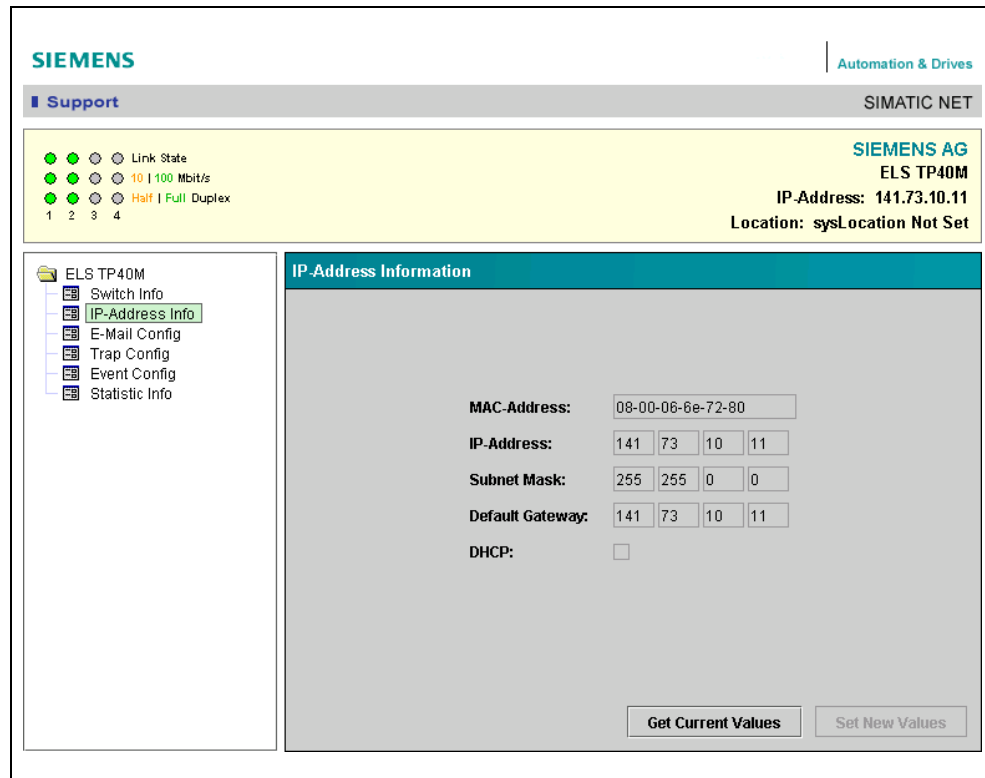 SIEMENS
Automation & Drives
Support
SIMATIC NET
Link State
10 | 100 Mbit/s
Half | Full Duplex
1 2 3 4
SIEMENS AG
ELS TP40M
IP-Address: 141.73.10.11
Location: sysLocation Not Set
ELS TP40M
Switch Info
IP-Address Info
E-Mail Config
Trap Config
Event Config
Statistic Info
IP-Address Information
MAC-Address: 08-00-06-6e-72-80
IP-Address: 141 73 10 11
Subnet Mask: 255 255 0 0
Default Gateway: 141 73 10 11
DHCP:
Get Current Values
Set New Values